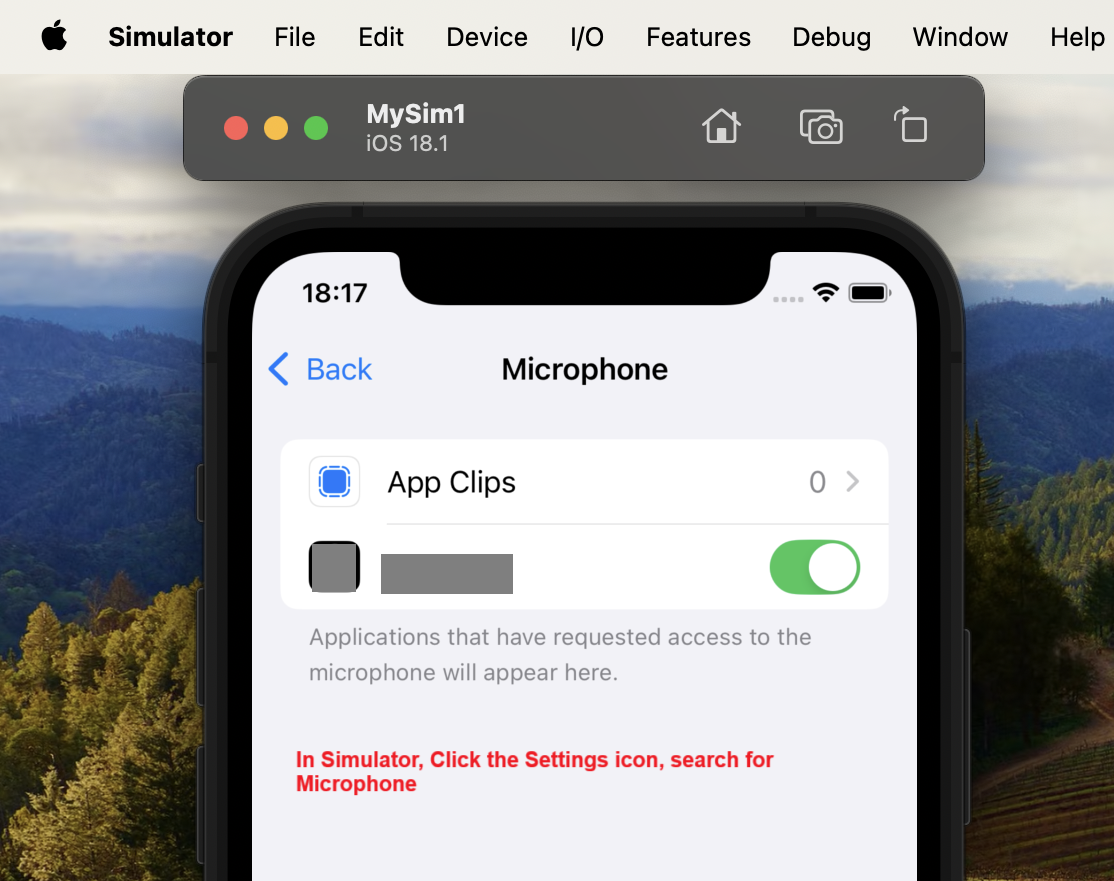 Simulator File Edit Device I/O Features Debug Window Help
MySim1
iOS 18.1
18:17
Back Microphone
App Clips 0
Applications that have requested access to the
microphone will appear here.
In Simulator, Click the Settings icon, search for
Microphone